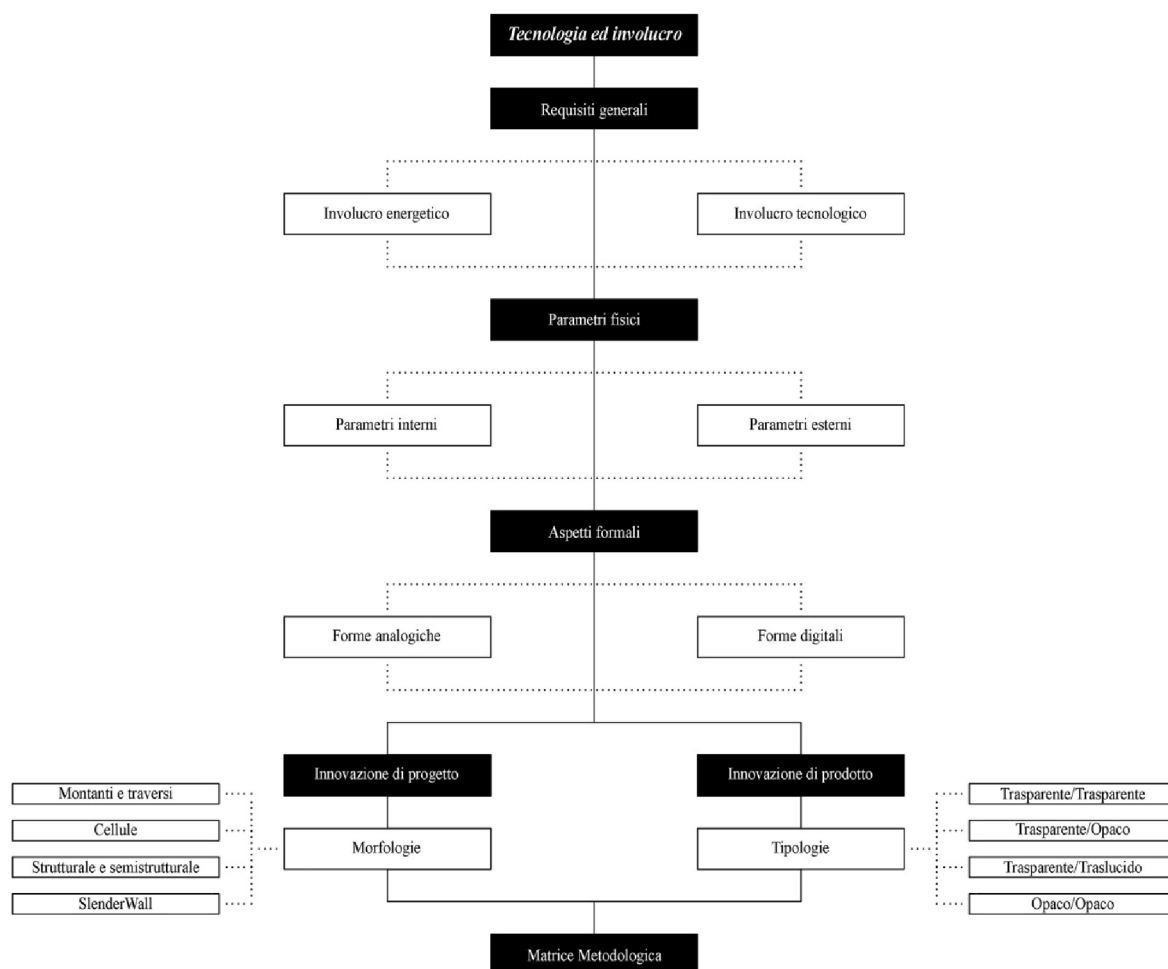 Tecnologia ed involucro
Requisiti generali
Involucro energetico
Involucro tecnologico
Parametri fisici
Parametri interni
Parametri esterni
Aspetti formali
Forme analogiche
Forme digitali
Innovazione di progetto
Innovazione di prodotto
Montanti e traversi
Cellule
Strutturale e semistrutturale
SlenderWall
Morfologie
Tipologie
Trasparente/Trasparente
Trasparente/Opaco
Trasparente/Traslucido
Opaco/Opaco
Matrice Metodologica